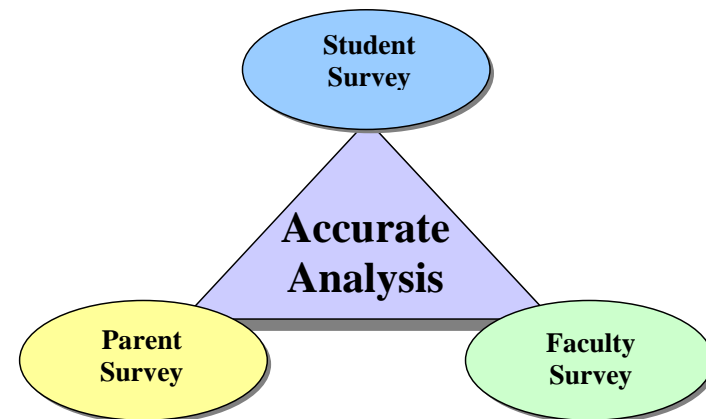 Student
Survey
Accurate
Analysis
Parent
Survey
Faculty
Survey